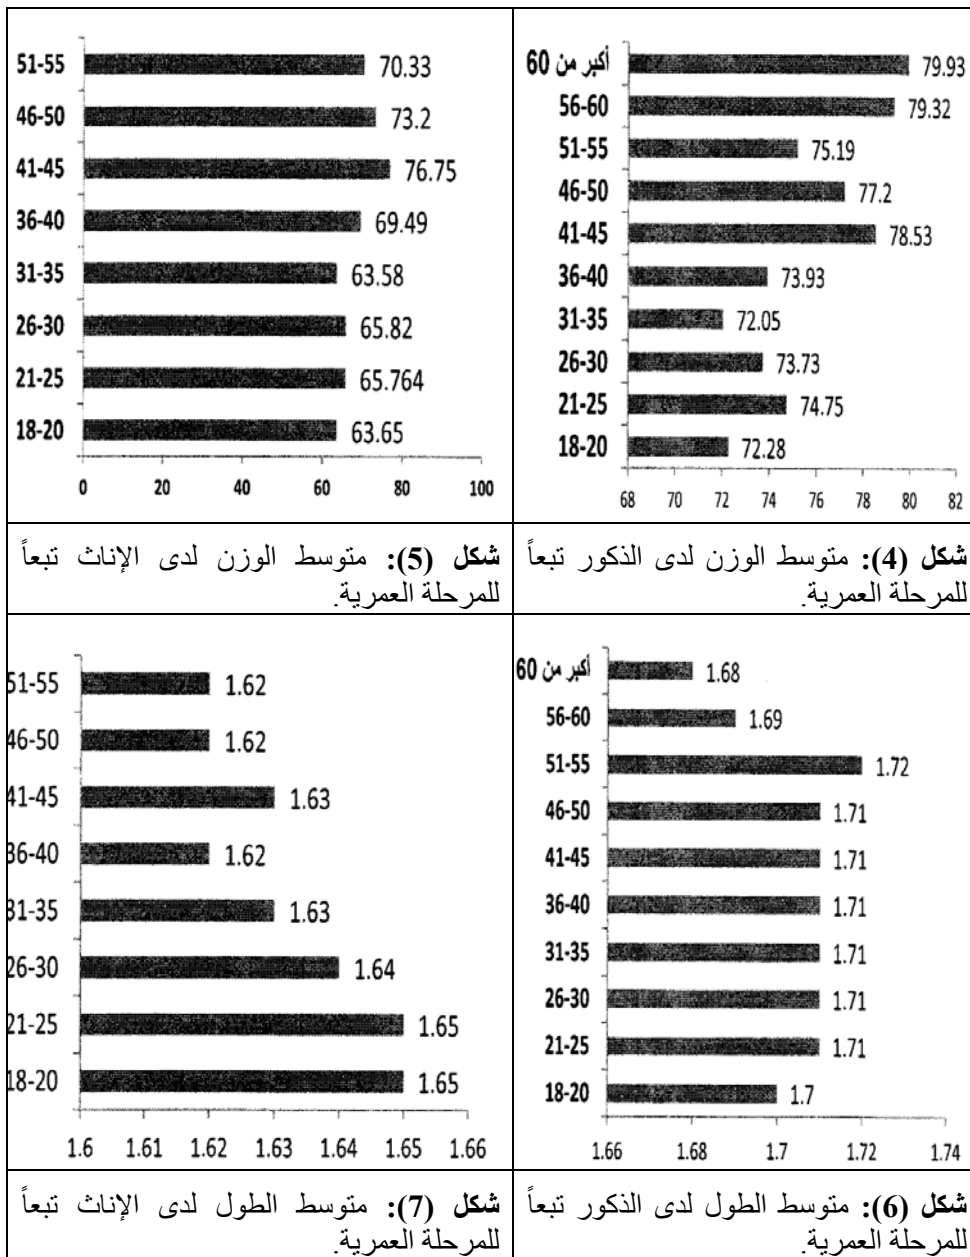 أكبر من 60 79.93
56-60 79.32
51-55 75.19
46-50 77.2
41-45 78.53
36-40 73.93
31-35 72.05
26-30 73.73
21-25 74.75
18-20 72.28
68 70 72 74 76 78 80 82
شكل (4): متوسط الوزن لدى الذكور تبعاً
للمرحلة العمرية.
51-55 70.33
46-50 73.2
41-45 76.75
36-40 69.49
31-35 63.58
26-30 65.82
21-25 65.764
18-20 63.65
0 20 40 60 80 100
شكل (5): متوسط الوزن لدى الإناث تبعاً
للمرحلة العمرية.
أكبر من 60 1.68
56-60 1.69
51-55 1.72
46-50 1.71
41-45 1.71
36-40 1.71
31-35 1.71
26-30 1.71
21-25 1.71
18-20 1.7
1.66 1.68 1.7 1.72 1.74
شكل (6): متوسط الطول لدى الذكور تبعاً
للمرحلة العمرية.
51-55 1.62
46-50 1.62
41-45 1.63
36-40 1.62
31-35 1.63
26-30 1.64
21-25 1.65
18-20 1.65
1.6 1.61 1.62 1.63 1.64 1.65 1.66
شكل (7): متوسط الطول لدى الإناث تبعاً
للمرحلة العمرية.